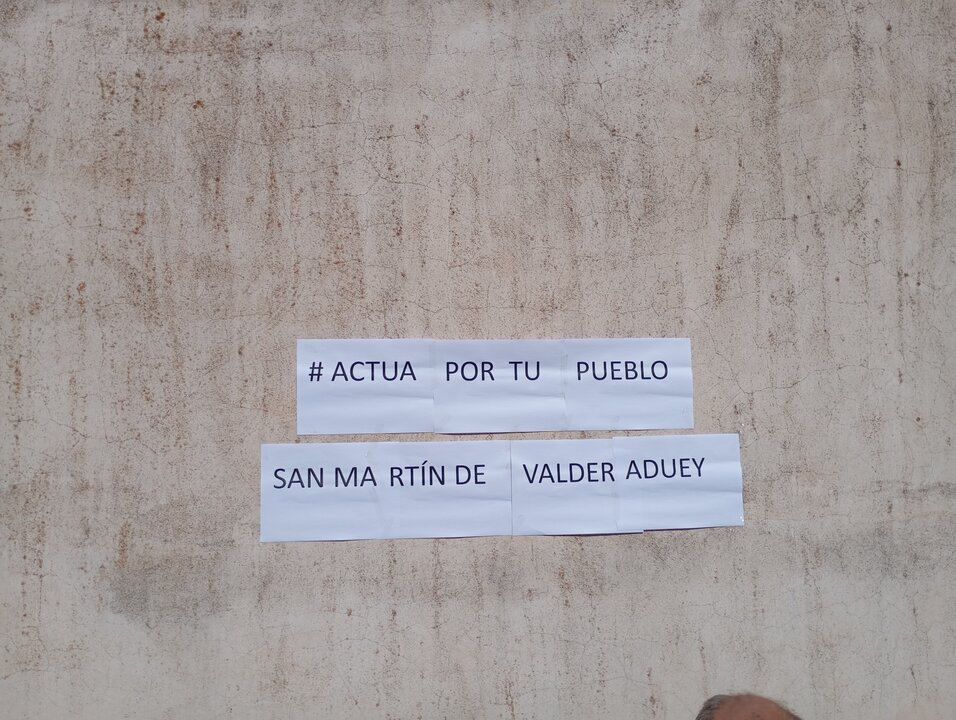 # ACTUA POR TU PUEBLO
SAN MA RTÍN DE VALDER ADUEY